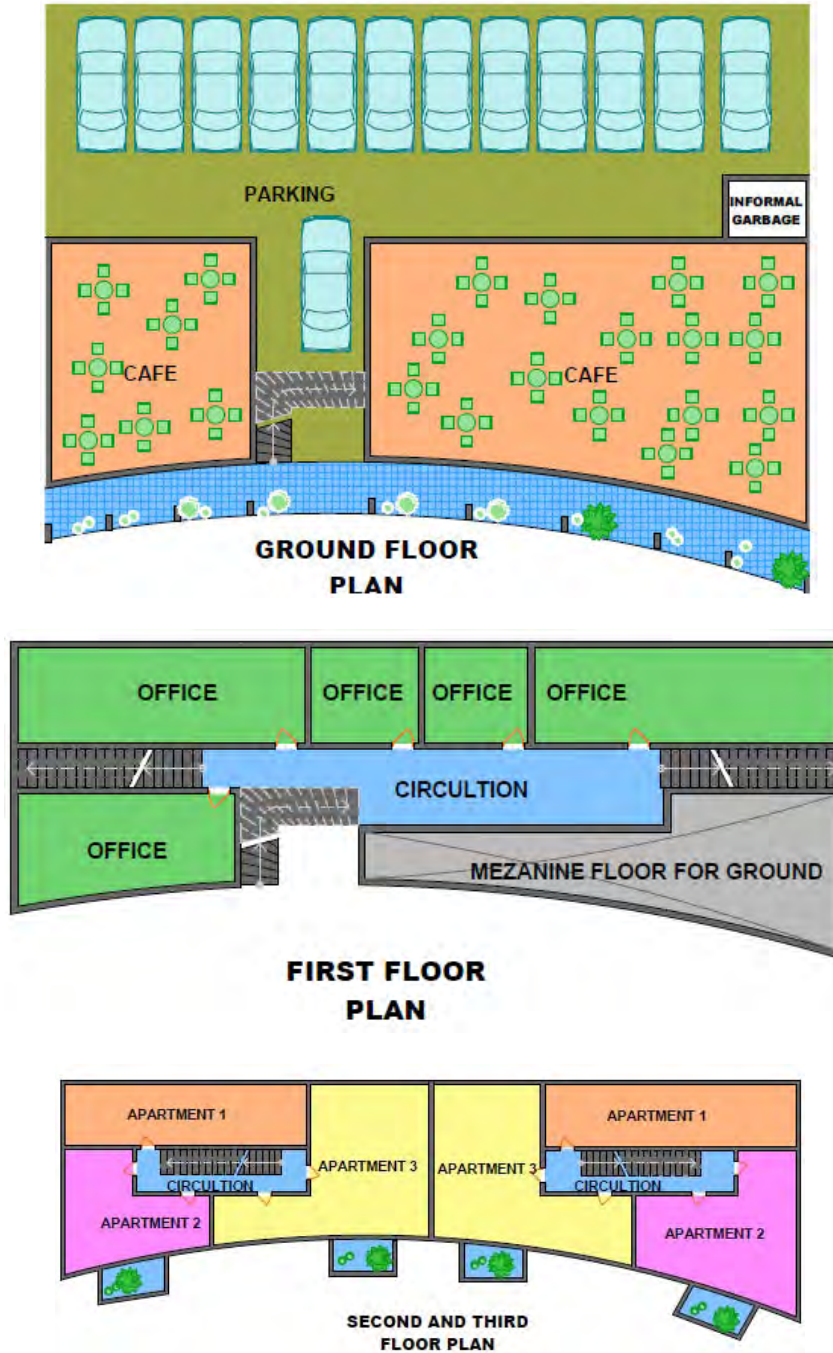 PARKING
INFORMAL
GARBAGE
CAFE
CAFE
GROUND FLOOR
PLAN
OFFICE
OFFICE
OFFICE
OFFICE
CIRCULTION
OFFICE
MEZANINE FLOOR FOR GROUND
FIRST FLOOR
PLAN
APARTMENT 1
APARTMENT 1
APARTMENT 3
APARTMENT 3
CIRCULTION
CIRCULTION
APARTMENT 2
APARTMENT 2
SECOND AND THIRD
FLOOR PLAN